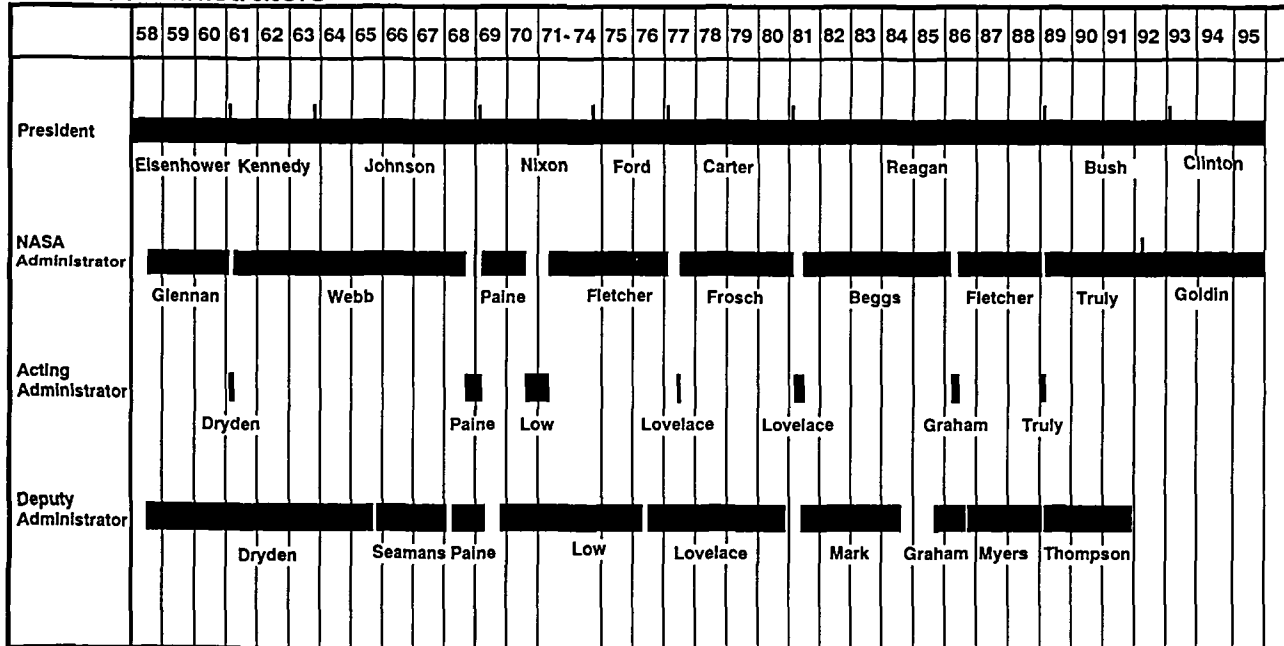 58 59 60 61 62 63 64 65 66 67 68 69 70 71-74 75 76 77 78 79 80 81 82 83 84 85 86 87 88 89 90 91 92 93 94 95
President
Eisenhower Kennedy Johnson Nixon Ford Carter Reagan Bush Clinton
NASA
Administrator
Glennan Webb Paine Fletcher Frosch Beggs Fletcher Truly Goldin
Acting
Administrator
Dryden Paine Low Lovelace Lovelace Graham Truly
Deputy
Administrator
Dryden Seamans Paine Low Lovelace Mark Graham Myers Thompson